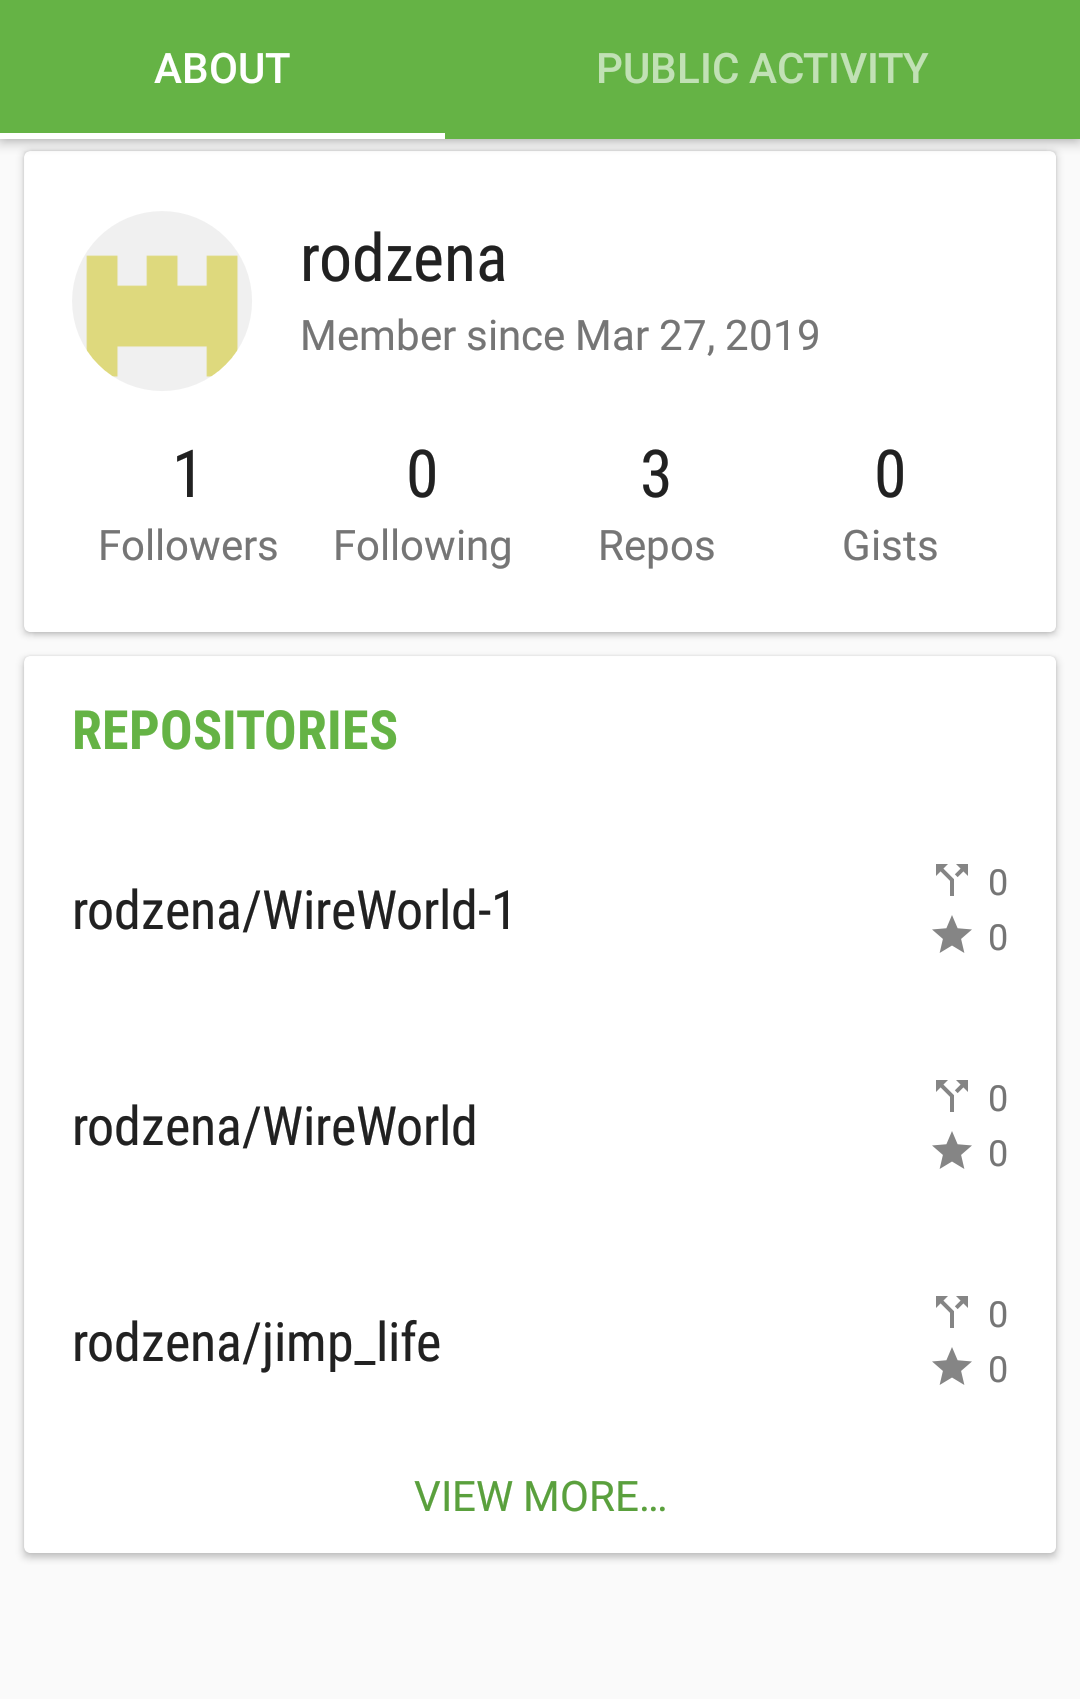 ABOUT
PUBLIC ACTIVITY
rodzena
Member since Mar 27, 2019
1 0 3 0
Followers Following Repos Gists
REPOSITORIES
rodzena/WireWorld-1
0
0
rodzena/WireWorld
0
0
rodzena/jimp_life
0
0
VIEW MORE...